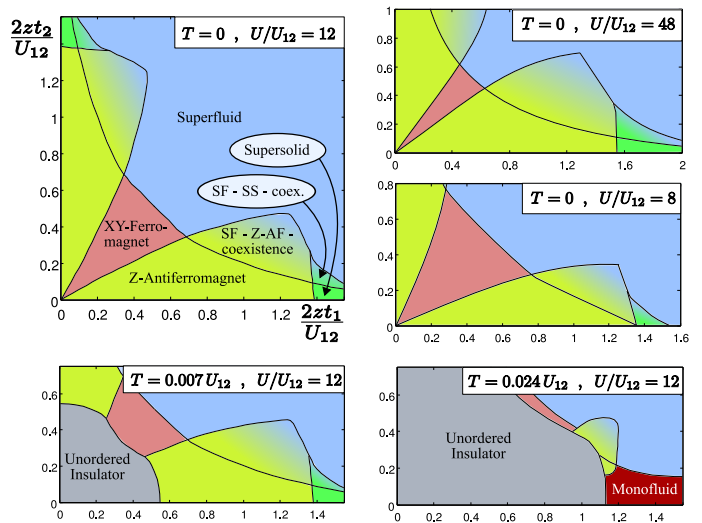 2zt₂
U₁₂
T = 0 , U/U₁₂ = 12
Superfluid
Supersolid
SF - SS - coex.
XY-Ferro-
magnet
SF - Z-AF -
coexistence
Z-Antiferromagnet
1.2
1
0.8
0.6
0.4
0.2
0
0 0.2 0.4 0.6 0.8 1 1.2
2zt₁
U₁₂
T = 0 , U/U₁₂ = 48
1
0.8
0.6
0.4
0.2
0
0 0.4 0.8 1.2 1.6 2
T = 0 , U/U₁₂ = 8
0.8
0.6
0.4
0.2
0
0 0.2 0.4 0.6 0.8 1 1.2 1.4 1.6
T = 0.007 U₁₂ , U/U₁₂ = 12
Unordered
Insulator
0.6
0.4
0.2
0
0 0.2 0.4 0.6 0.8 1 1.2 1.4
T = 0.024 U₁₂ , U/U₁₂ = 12
Unordered
Insulator
Monofluid
0.6
0.4
0.2
0
0 0.2 0.4 0.6 0.8 1 1.2 1.4